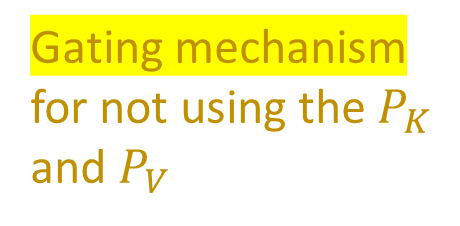 Gating mechanism
for not using the P_K
and P_V